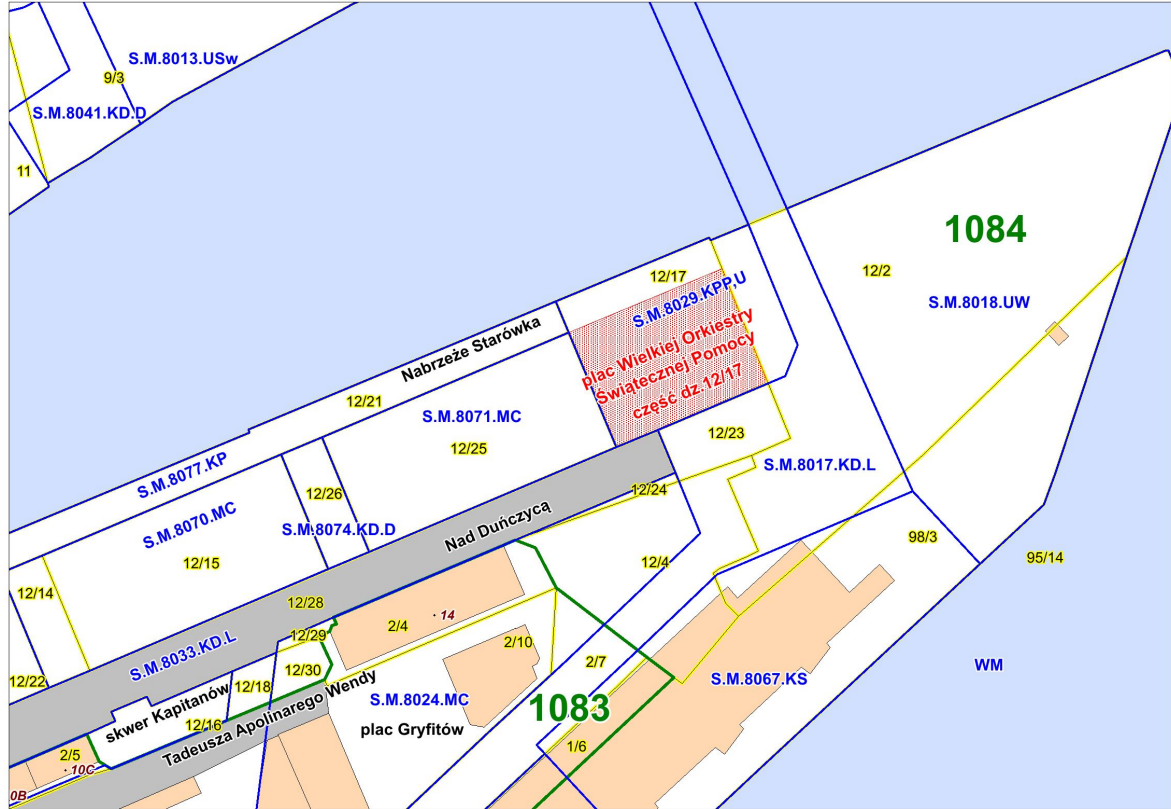 S.M.8013.USw
9/3
S.M.8041.KD.D
11
1084
12/17
12/2
S.M.8029.KPP,U
S.M.8018.UW
plac Wielkiej Orkiestry
Świątecznej Pomocy
część dz.12/17
Nabrzeże Starówka
12/21
S.M.8071.MC
12/25
12/23
S.M.8077.KP
S.M.8017.KD.L
12/26
12/24
S.M.8070.MC
S.M.8074.KD.D
Nad Duńczycą
12/15
12/4
98/3
95/14
12/14
12/28
14
2/4
12/29
2/10
S.M.8033.KD.L
12/30
2/7
WM
12/22
12/18
S.M.8067.KS
S.M.8024.MC
skwer Kapitanów
1083
12/16
Tadeusza Apolinarego Wendy
plac Gryfitów
1/6
2/5
10C
0B